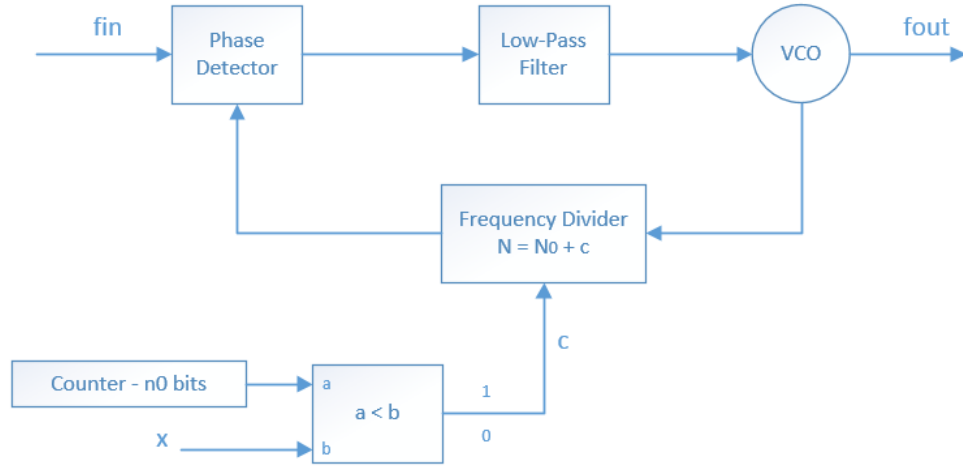 fin
Phase
Detector
Low-Pass
Filter
VCO
fout
Frequency Divider
N = N0 + c
c
Counter - n0 bits
a
a < b
1
0
x
b